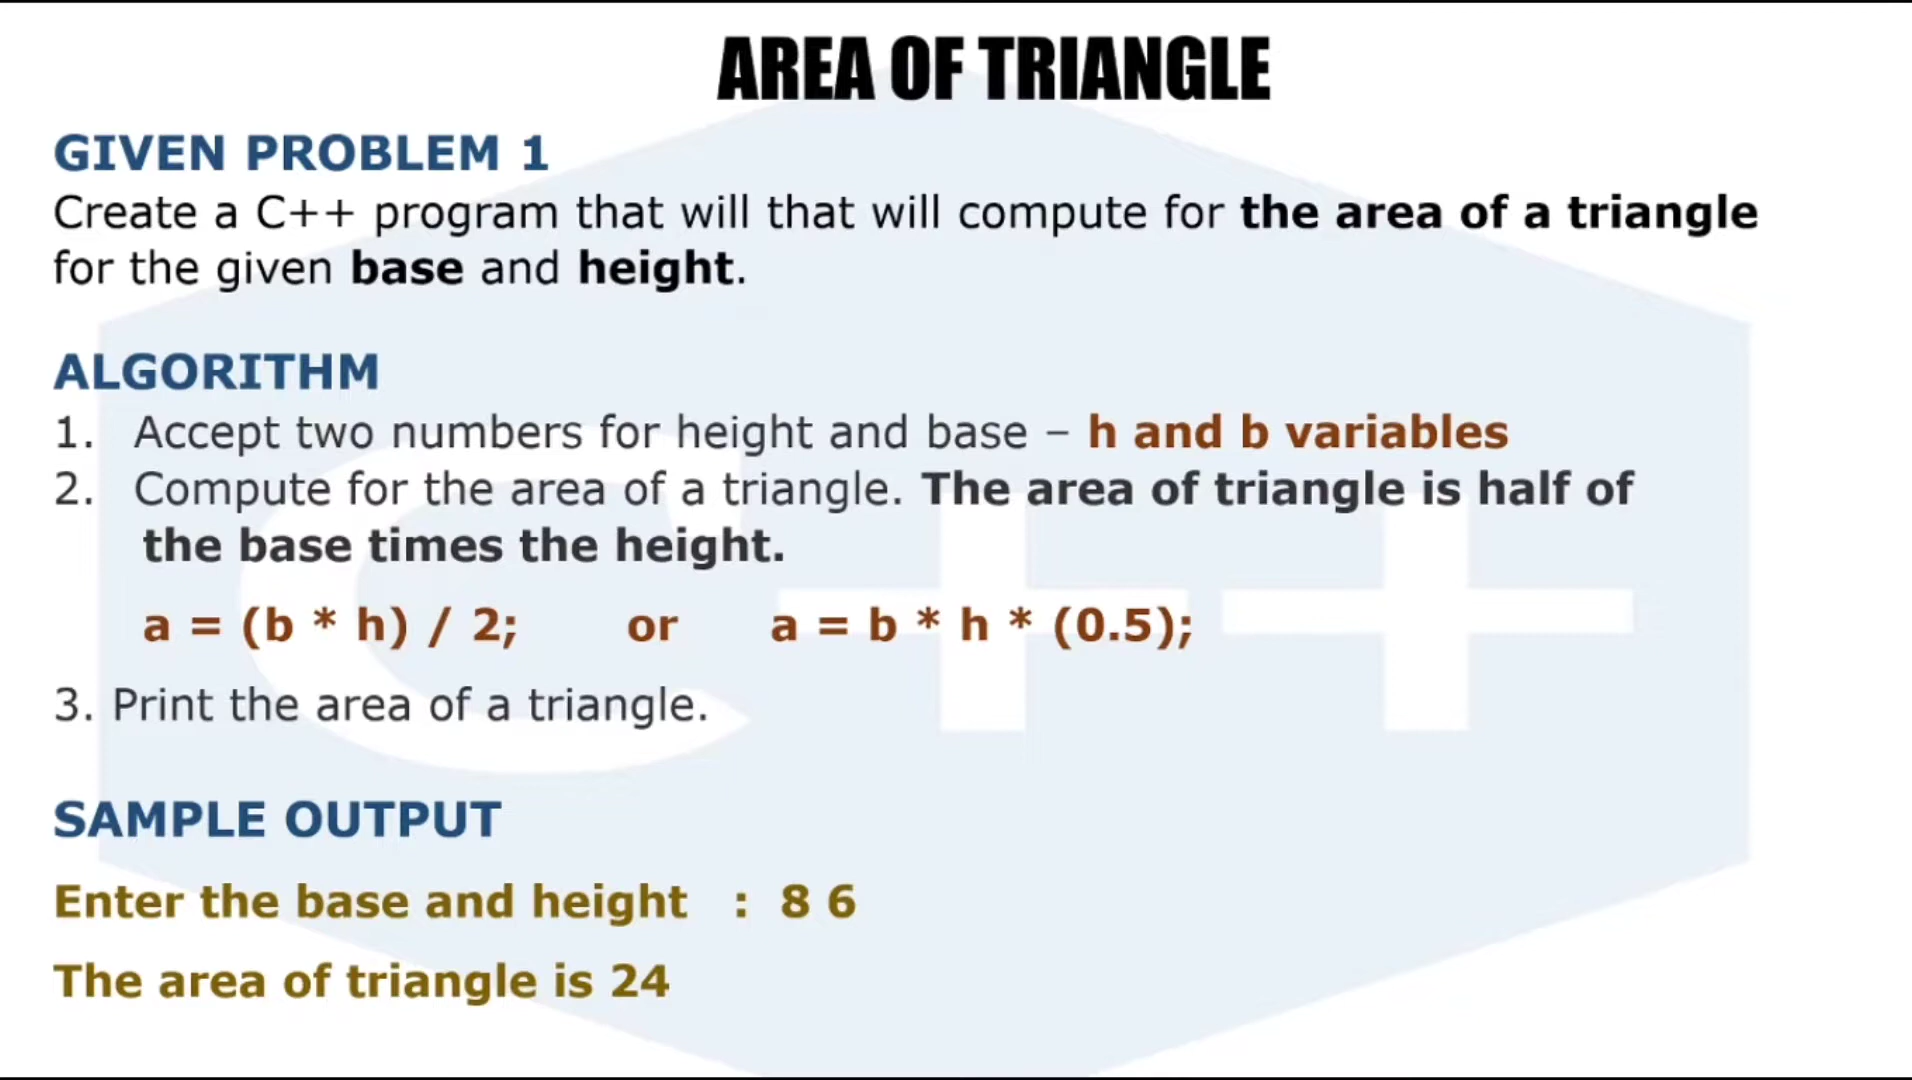 AREA OF TRIANGLE
GIVEN PROBLEM 1
Create a C++ program that will that will compute for the area of a triangle
for the given base and height.
ALGORITHM
1. Accept two numbers for height and base – h and b variables
2. Compute for the area of a triangle. The area of triangle is half of
the base times the height.
a = (b * h) / 2; or a = b * h * (0.5);
3. Print the area of a triangle.
SAMPLE OUTPUT
Enter the base and height : 8 6
The area of triangle is 24
C++